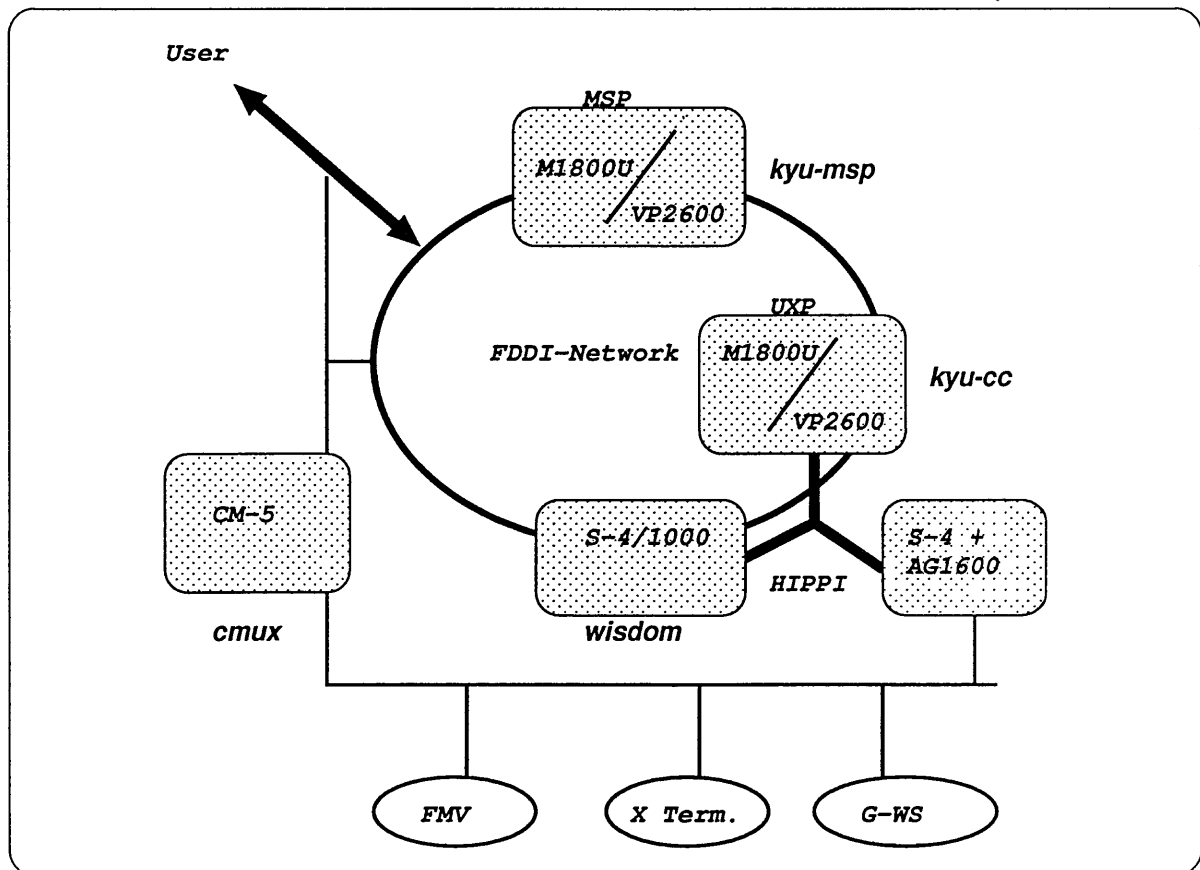 User
MSP
M1800U
VP2600
kyu-msp
UXP
FDDI-Network
M1800U
VP2600
kyu-cc
CM-5
cmux
S-4/1000
wisdom
HIPPI
S-4 +
AG1600
FMV
X Term.
G-WS